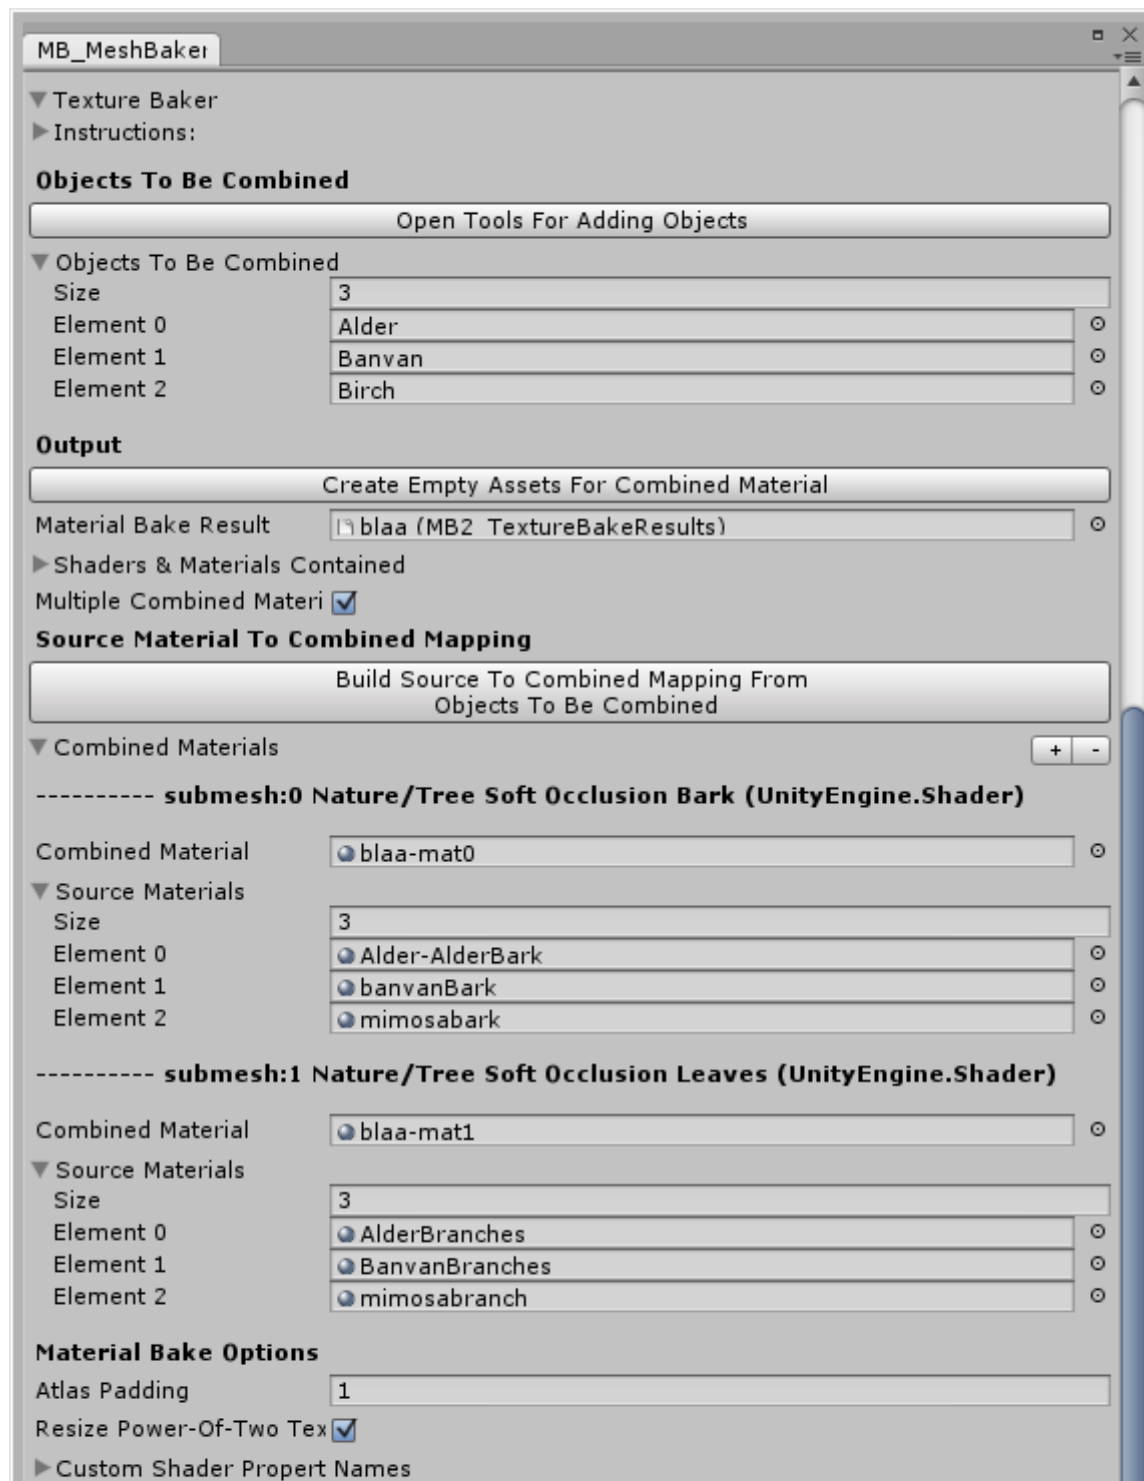 MB_MeshBaker
Texture Baker
Instructions:
Objects To Be Combined
Open Tools For Adding Objects
Objects To Be Combined
Size 3
Element 0 Alder
Element 1 Banvan
Element 2 Birch
Output
Create Empty Assets For Combined Material
Material Bake Result blaa (MB2_TextureBakeResults)
Shaders & Materials Contained
Multiple Combined Materi
Source Material To Combined Mapping
Build Source To Combined Mapping From
Objects To Be Combined
Combined Materials + -
---------- submesh:0 Nature/Tree Soft Occlusion Bark (UnityEngine.Shader)
Combined Material blaa-mat0
Source Materials
Size 3
Element 0 Alder-AlderBark
Element 1 banvanBark
Element 2 mimosabark
---------- submesh:1 Nature/Tree Soft Occlusion Leaves (UnityEngine.Shader)
Combined Material blaa-mat1
Source Materials
Size 3
Element 0 AlderBranches
Element 1 BanvanBranches
Element 2 mimosabranch
Material Bake Options
Atlas Padding 1
Resize Power-Of-Two Tex
Custom Shader Propert Names